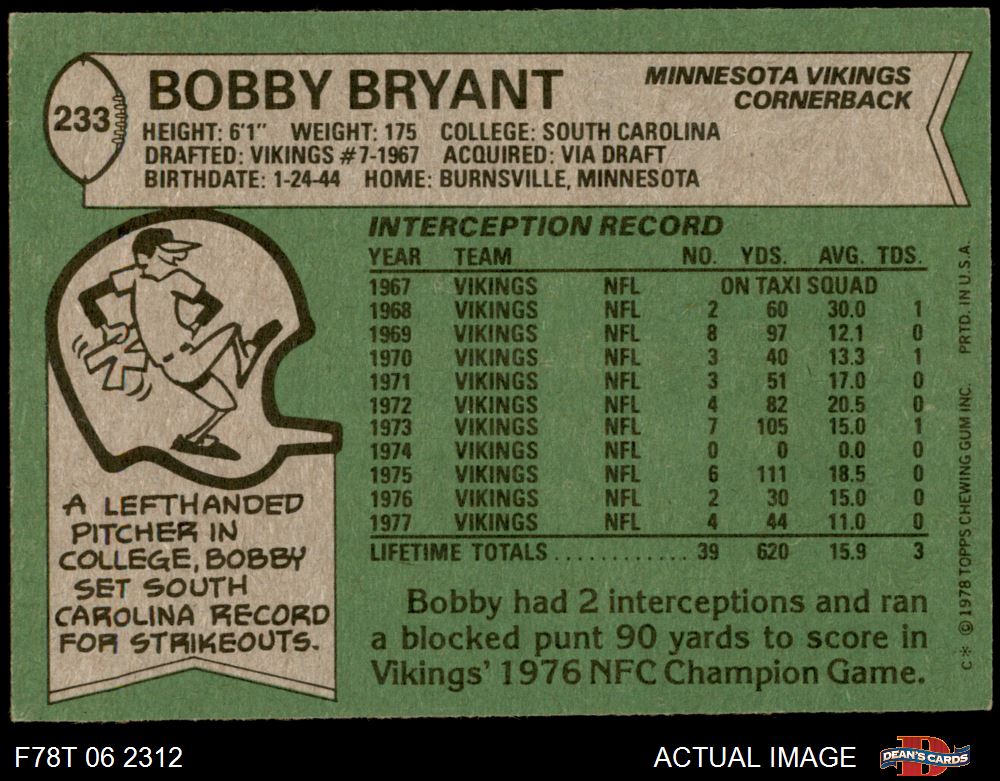 233
BOBBY BRYANT
MINNESOTA VIKINGS
CORNERBACK
HEIGHT: 6'1" WEIGHT: 175 COLLEGE: SOUTH CAROLINA
DRAFTED: VIKINGS #7-1967 ACQUIRED: VIA DRAFT
BIRTHDATE: 1-24-44 HOME: BURNSVILLE, MINNESOTA
A LEFTHANDED
PITCHER IN
COLLEGE, BOBBY
SET SOUTH
CAROLINA RECORD
FOR STRIKEOUTS.
INTERCEPTION RECORD
YEAR TEAM NO. YDS. AVG. TDS.
1967 VIKINGS NFL ON TAXI SQUAD
1968 VIKINGS NFL 2 60 30.0 1
1969 VIKINGS NFL 8 97 12.1 0
1970 VIKINGS NFL 3 40 13.3 1
1971 VIKINGS NFL 3 51 17.0 0
1972 VIKINGS NFL 4 82 20.5 0
1973 VIKINGS NFL 7 105 15.0 1
1974 VIKINGS NFL 0 0 0.0 0
1975 VIKINGS NFL 6 111 18.5 0
1976 VIKINGS NFL 2 30 15.0 0
1977 VIKINGS NFL 4 44 11.0 0
LIFETIME TOTALS ............ 39 620 15.9 3
Bobby had 2 interceptions and ran
a blocked punt 90 yards to score in
Vikings' 1976 NFC Champion Game.
C* © 1978 TOPPS CHEWING GUM INC. PRTD. IN U.S.A.
F78T 06 2312
ACTUAL IMAGE
DEAN'S CARDS